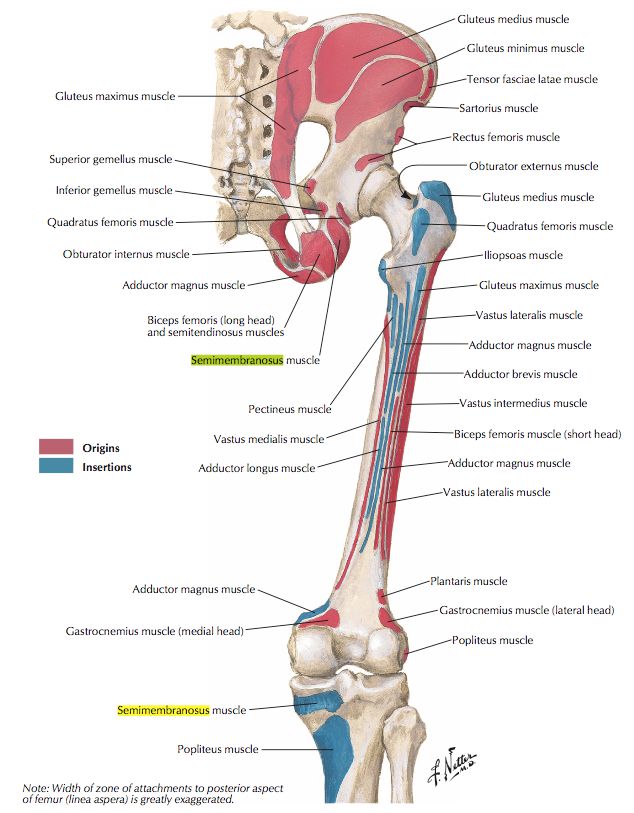 Gluteus medius muscle
Gluteus minimus muscle
Tensor fasciae latae muscle
Gluteus maximus muscle
Sartorius muscle
Rectus femoris muscle
Superior gemellus muscle
Obturator externus muscle
Inferior gemellus muscle
Gluteus medius muscle
Quadratus femoris muscle
Quadratus femoris muscle
Obturator internus muscle
Iliopsoas muscle
Adductor magnus muscle
Gluteus maximus muscle
Biceps femoris (long head)
and semitendinosus muscles
Vastus lateralis muscle
Adductor magnus muscle
Semimembranosus muscle
Adductor brevis muscle
Pectineus muscle
Vastus intermedius muscle
Vastus medialis muscle
Biceps femoris muscle (short head)
Origins
Insertions
Adductor longus muscle
Adductor magnus muscle
Vastus lateralis muscle
Adductor magnus muscle
Plantaris muscle
Gastrocnemius muscle (medial head)
Gastrocnemius muscle (lateral head)
Popliteus muscle
Semimembranosus muscle
Popliteus muscle
F. Netter
M.D.
Note: Width of zone of attachments to posterior aspect
of femur (linea aspera) is greatly exaggerated.